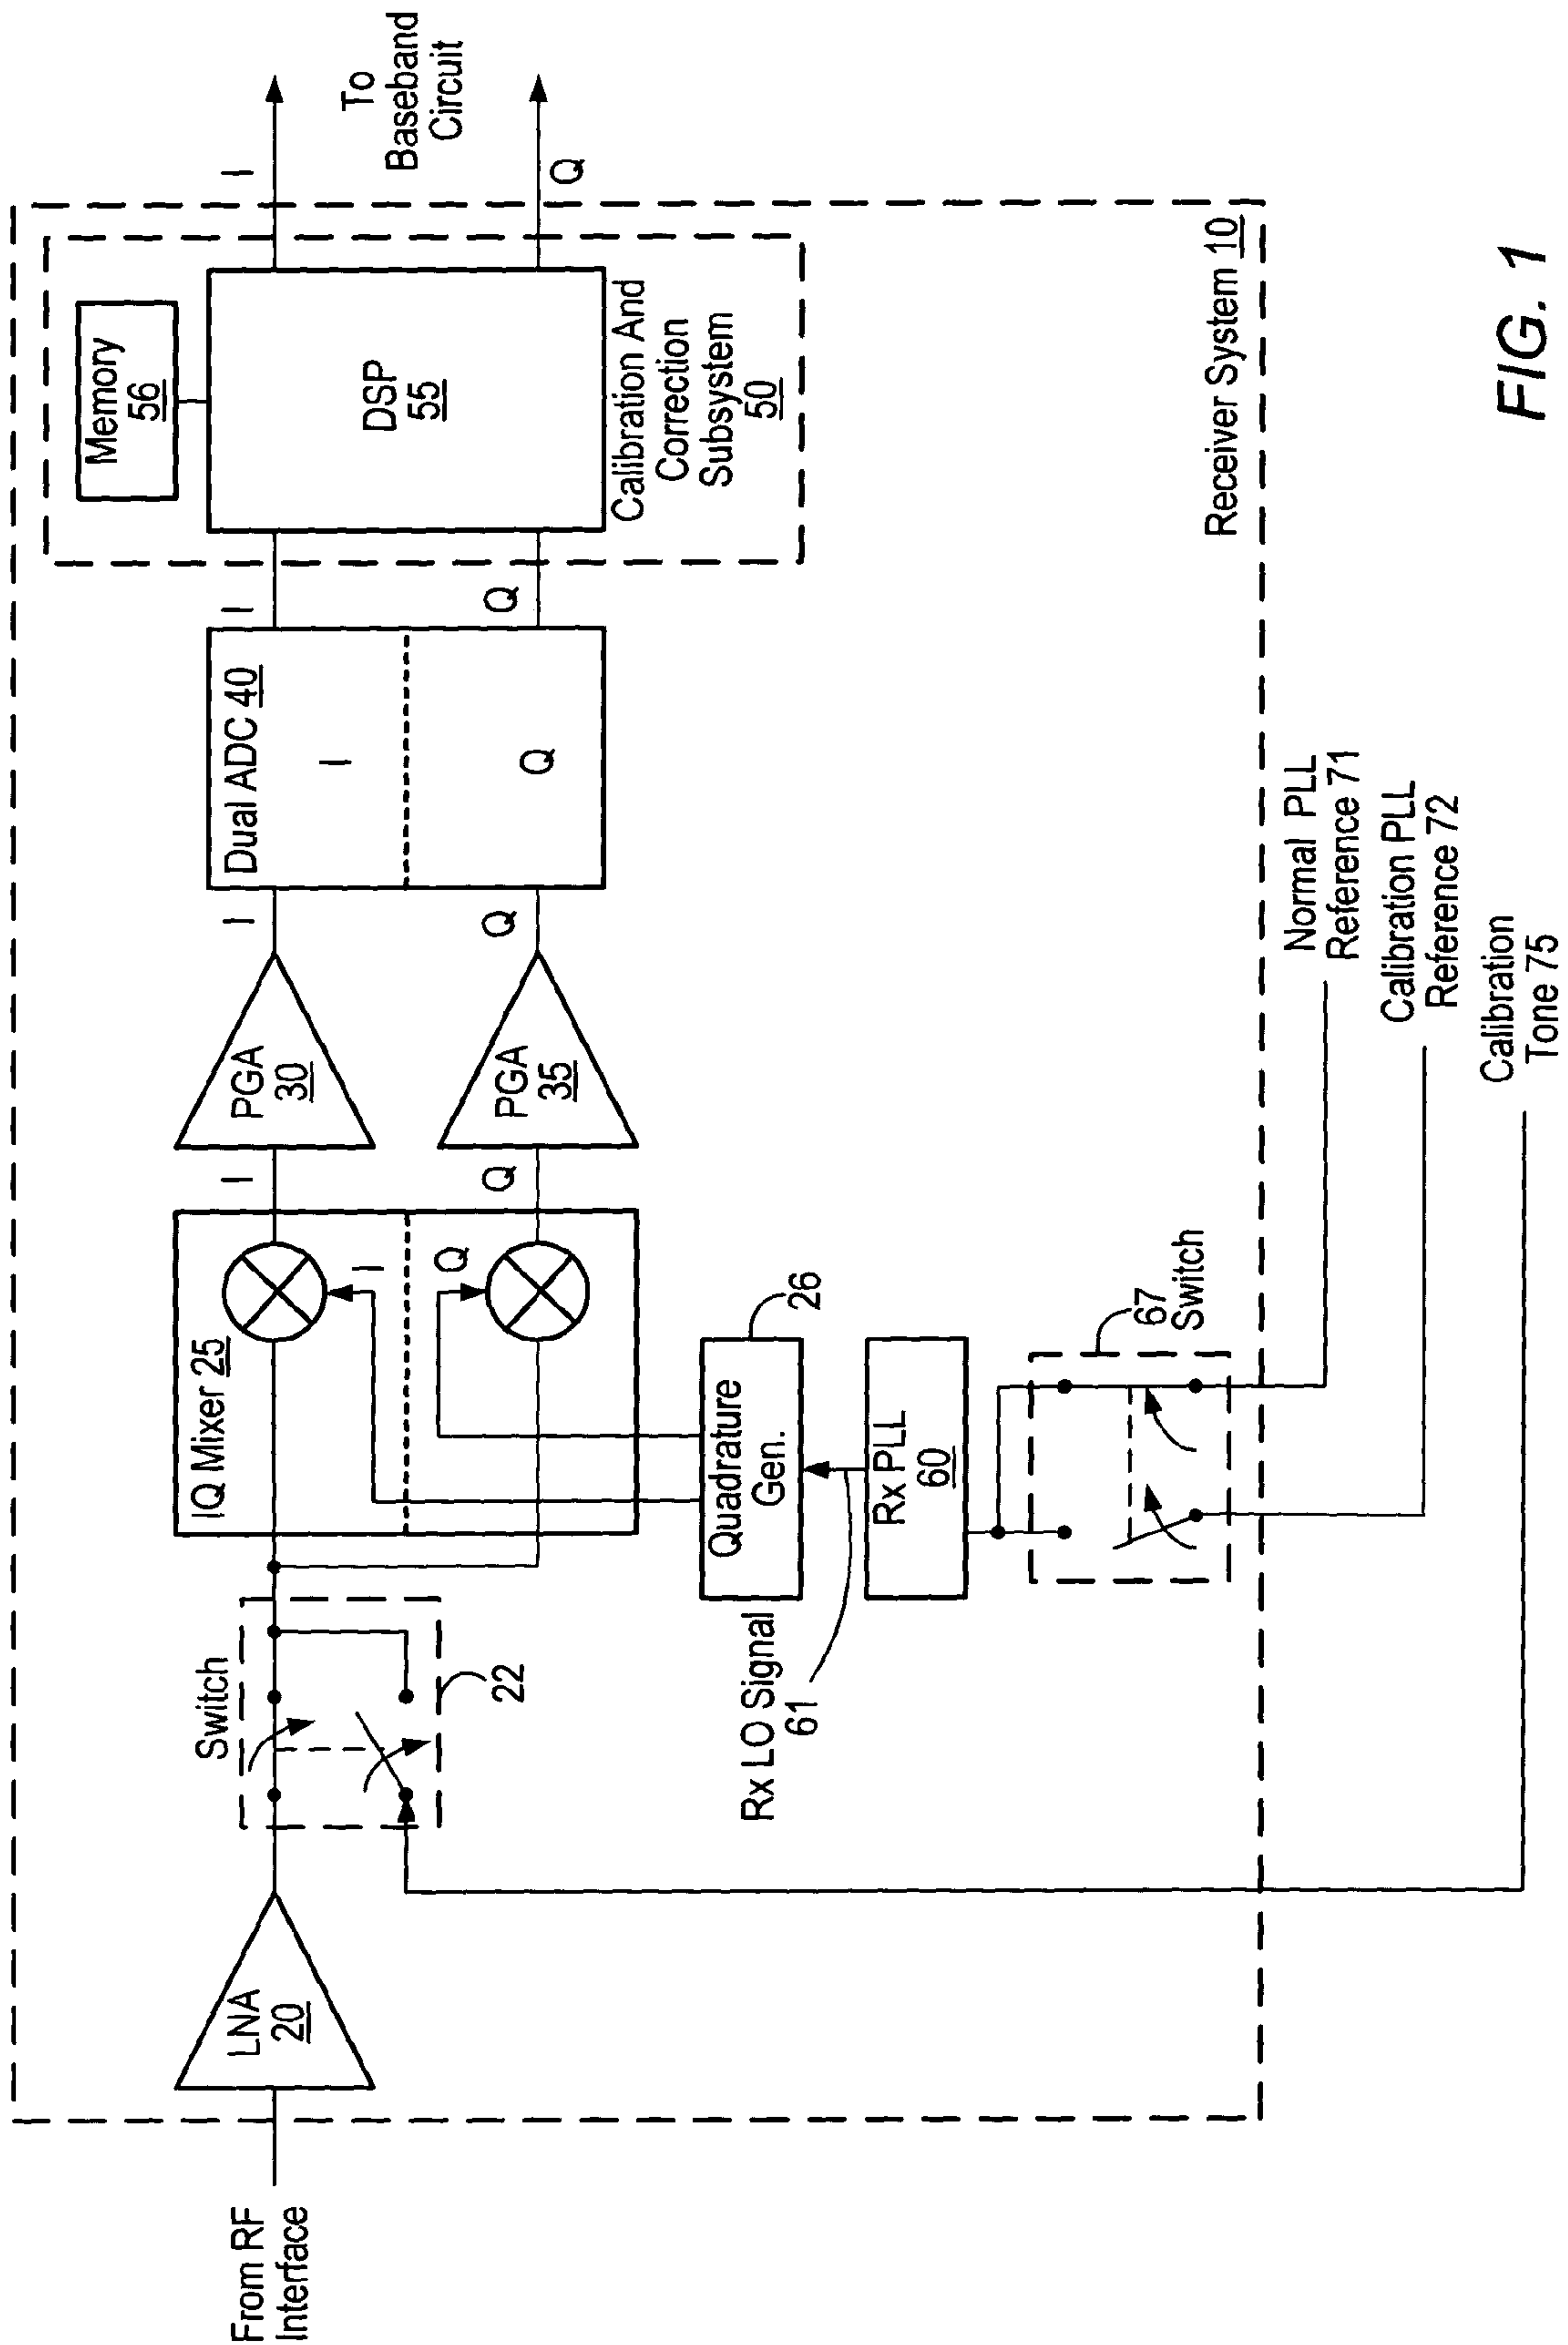 From RF
Interface
LNA
20
Switch
22
IQ Mixer 25
I
Q
I
Q
PGA
30
PGA
35
I
Q
Dual ADC 40
I
Q
I
Q
Memory
56
DSP
55
Calibration And
Correction
Subsystem
50
I
Q
To
Baseband
Circuit
Quadrature
Gen.
26
Rx LO Signal
61
Rx PLL
60
67
Switch
Receiver System 10
Normal PLL
Reference 71
Calibration PLL
Reference 72
Calibration
Tone 75
FIG. 1